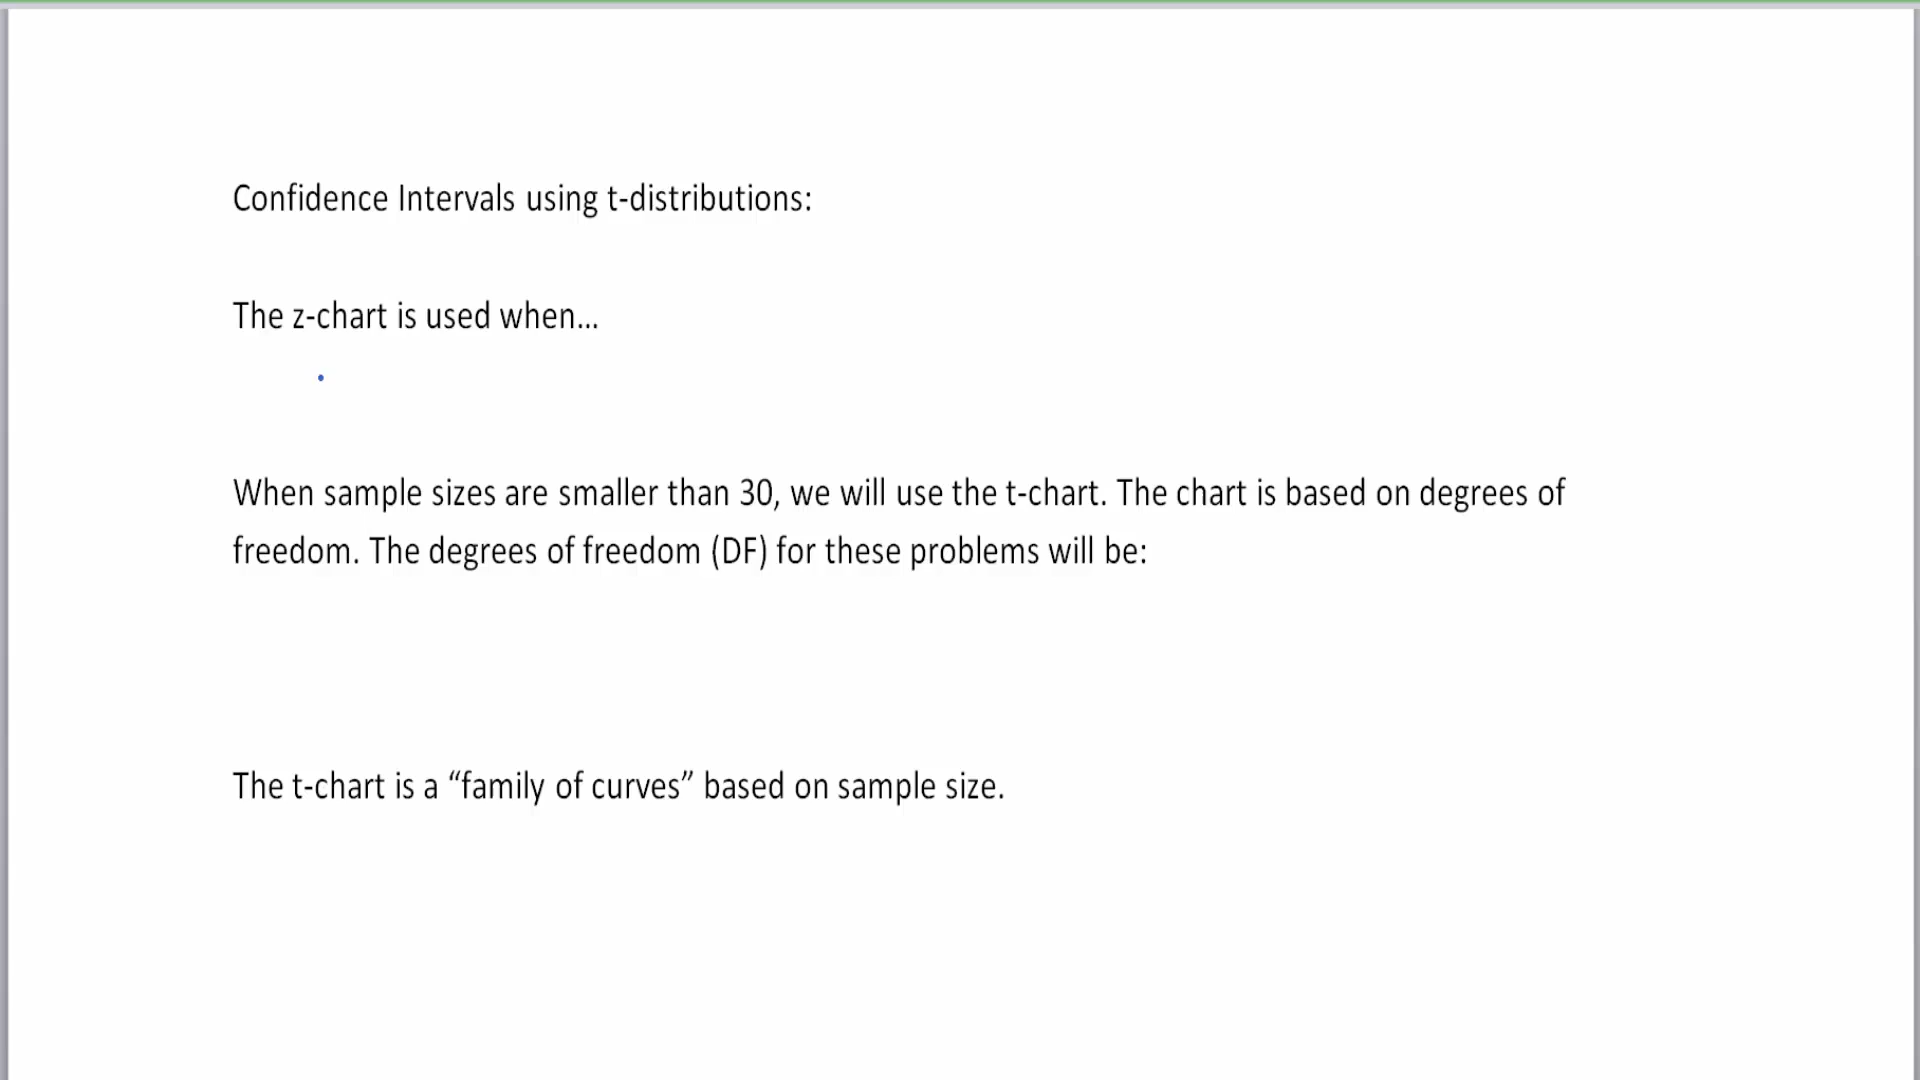 Confidence Intervals using t-distributions:
The z-chart is used when...
When sample sizes are smaller than 30, we will use the t-chart. The chart is based on degrees of
freedom. The degrees of freedom (DF) for these problems will be:
The t-chart is a “family of curves” based on sample size.